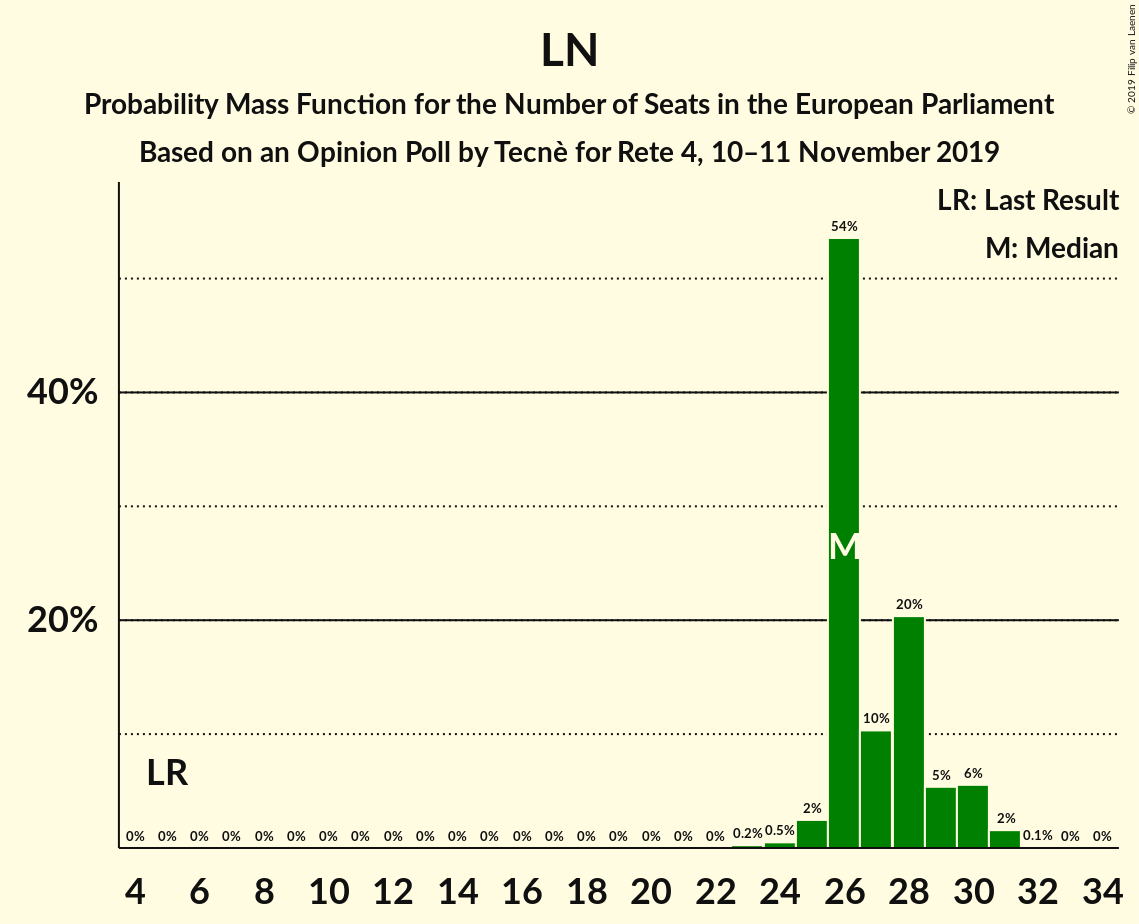 LN
Probability Mass Function for the Number of Seats in the European Parliament
Based on an Opinion Poll by Tecnè for Rete 4, 10–11 November 2019
© 2019 Filip van Laenen
LR: Last Result
M: Median
54%
40%
M
20%
20%
10%
LR
5%
6%
2%
2%
0% 0% 0% 0% 0% 0% 0% 0% 0% 0% 0% 0% 0% 0% 0% 0% 0% 0% 0% 0.2% 0.5% 0.1% 0% 0%
4 6 8 10 12 14 16 18 20 22 24 26 28 30 32 34